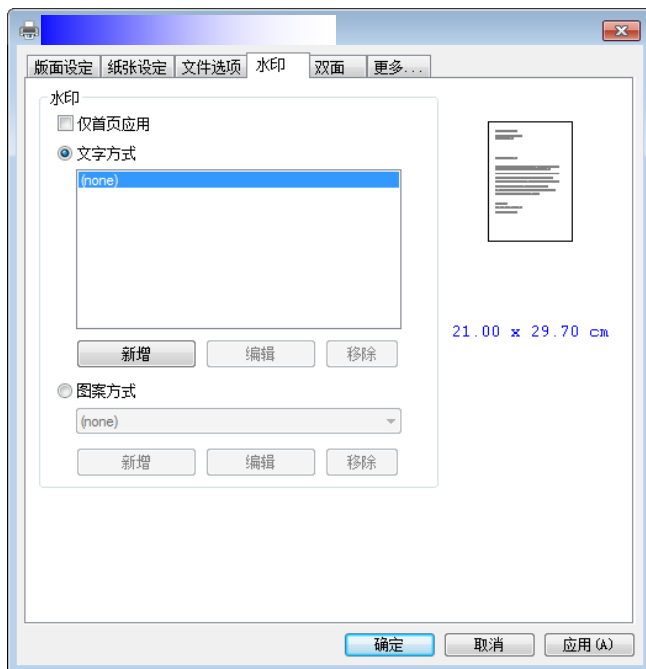 版面设定 纸张设定 文件选项 水印 双面 更多...
水印
仅首页应用
文字方式
(none)
21.00 x 29.70 cm
新增 编辑 移除
图案方式
(none)
新增 编辑 移除
确定 取消 应用(A)